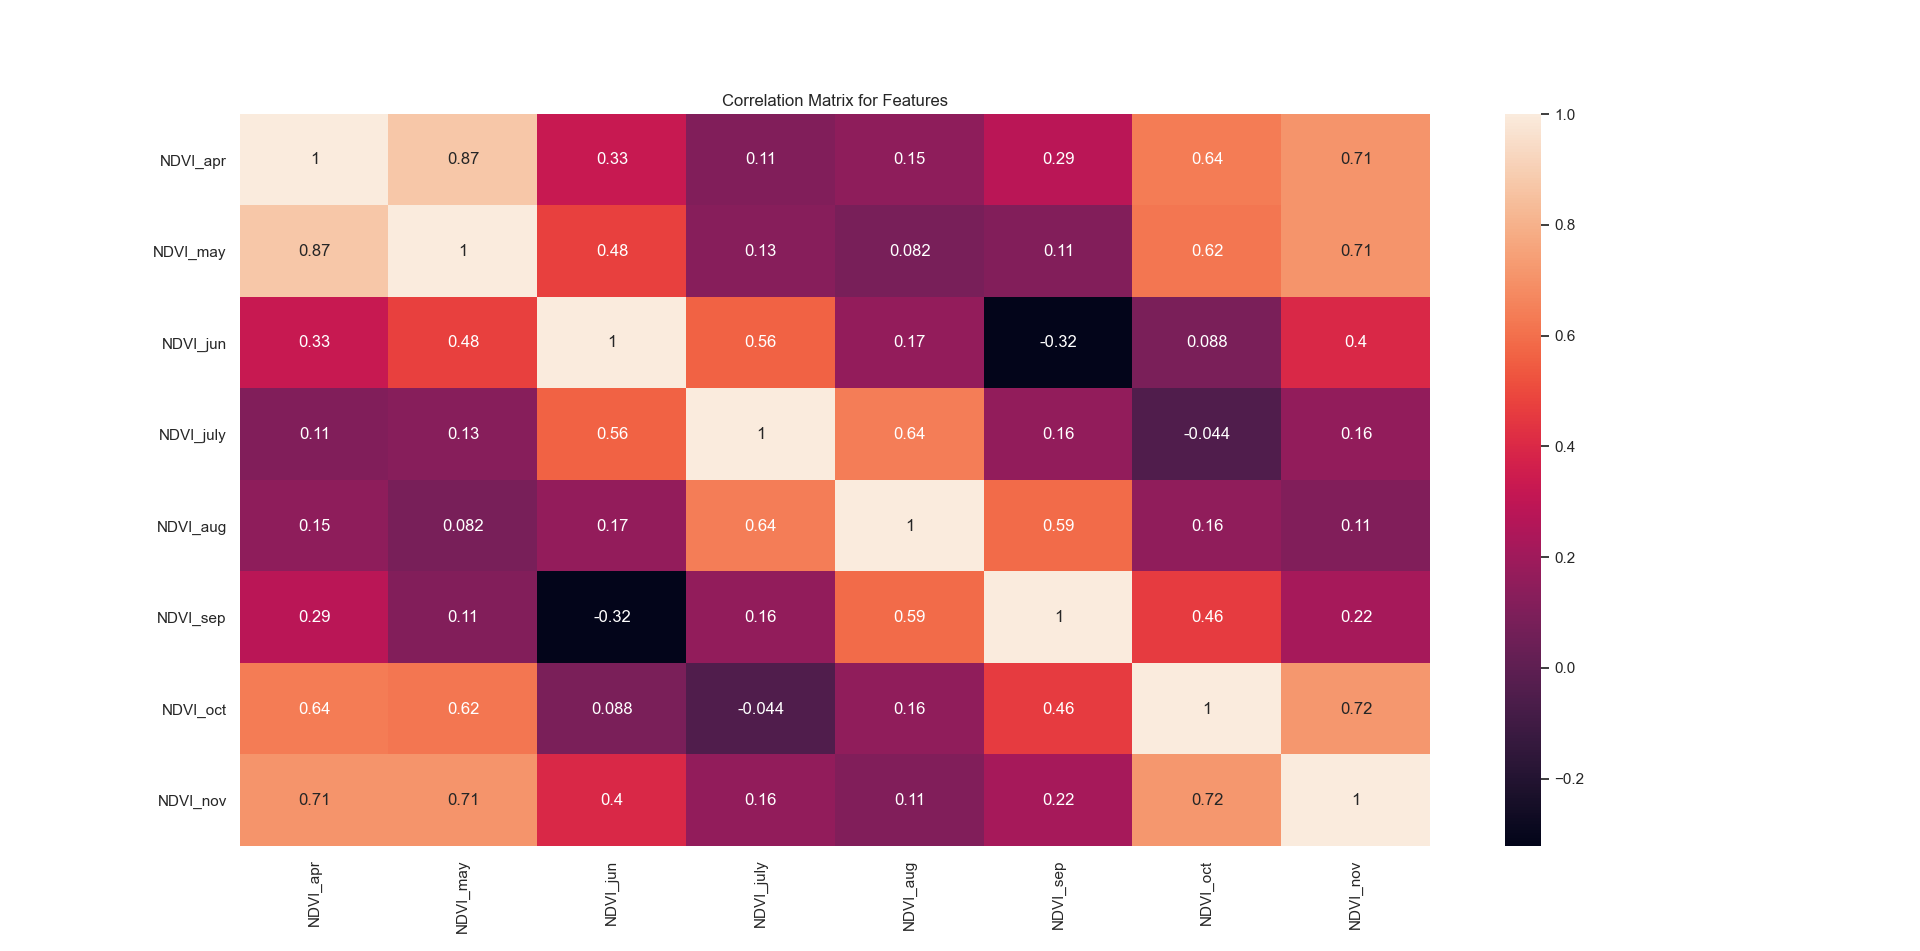 Correlation Matrix for Features
NDVI_apr 1 0.87 0.33 0.11 0.15 0.29 0.64 0.71
NDVI_may 0.87 1 0.48 0.13 0.082 0.11 0.62 0.71
NDVI_jun 0.33 0.48 1 0.56 0.17 -0.32 0.088 0.4
NDVI_july 0.11 0.13 0.56 1 0.64 0.16 -0.044 0.16
NDVI_aug 0.15 0.082 0.17 0.64 1 0.59 0.16 0.11
NDVI_sep 0.29 0.11 -0.32 0.16 0.59 1 0.46 0.22
NDVI_oct 0.64 0.62 0.088 -0.044 0.16 0.46 1 0.72
NDVI_nov 0.71 0.71 0.4 0.16 0.11 0.22 0.72 1
NDVI_apr
NDVI_may
NDVI_jun
NDVI_july
NDVI_aug
NDVI_sep
NDVI_oct
NDVI_nov
1.0
0.8
0.6
0.4
0.2
0.0
−0.2